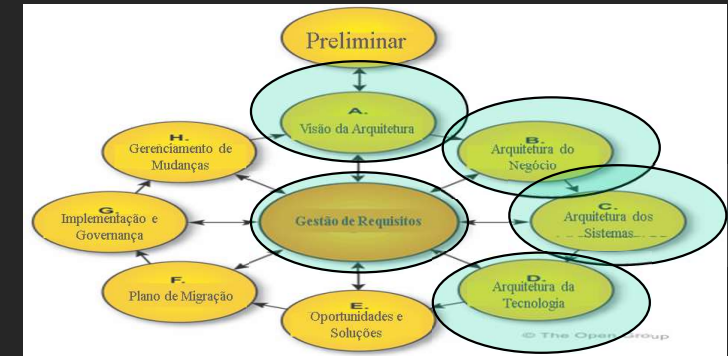 Preliminar
A.
Visão da Arquitetura
H.
Gerenciamento de
Mudanças
B.
Arquitetura do
Negócio
G.
Implementação e
Governança
Gestão de Requisitos
C.
Arquitetura dos
Sistemas
F.
Plano de Migração
D.
Arquitetura da
Tecnologia
E.
Oportunidades e
Soluções
© The Open Group